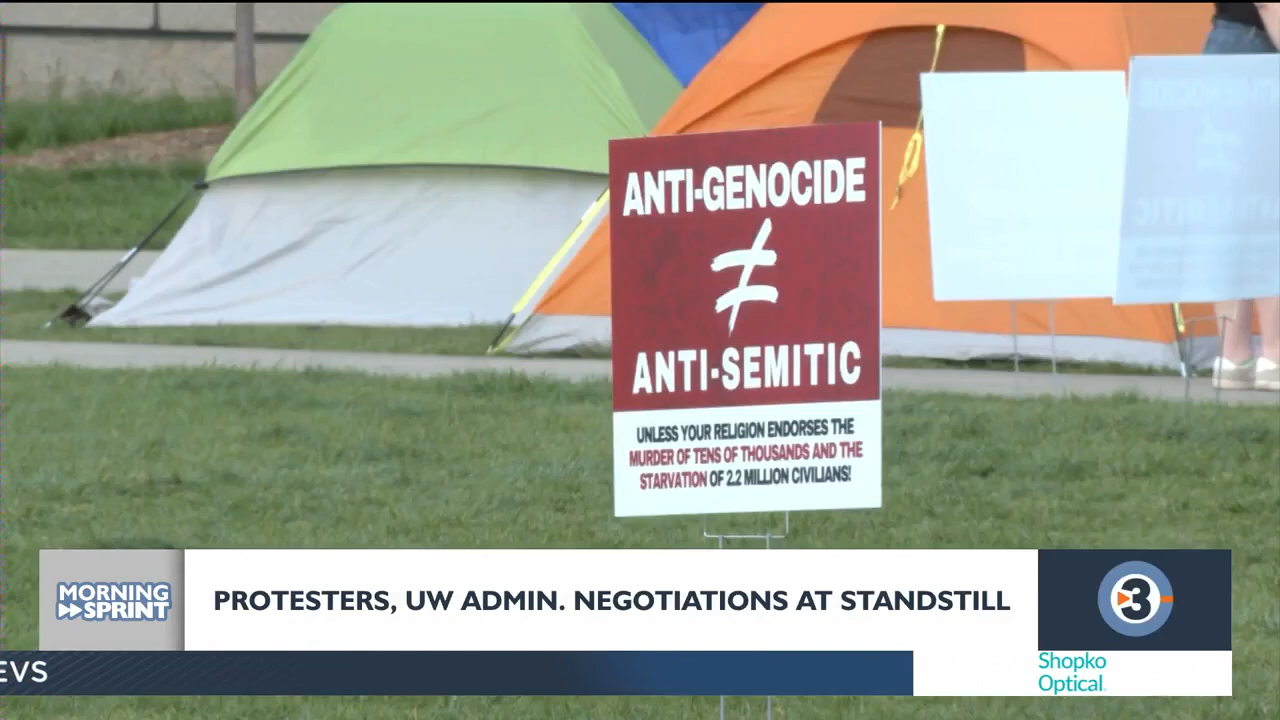 ANTI-GENOCIDE
≠
ANTI-SEMITIC
UNLESS YOUR RELIGION ENDORSES THE
MURDER OF TENS OF THOUSANDS AND THE
STARVATION OF 2.2 MILLION CIVILIANS!
MORNING
SPRINT
PROTESTERS, UW ADMIN. NEGOTIATIONS AT STANDSTILL
3
EVS
Shopko
Optical